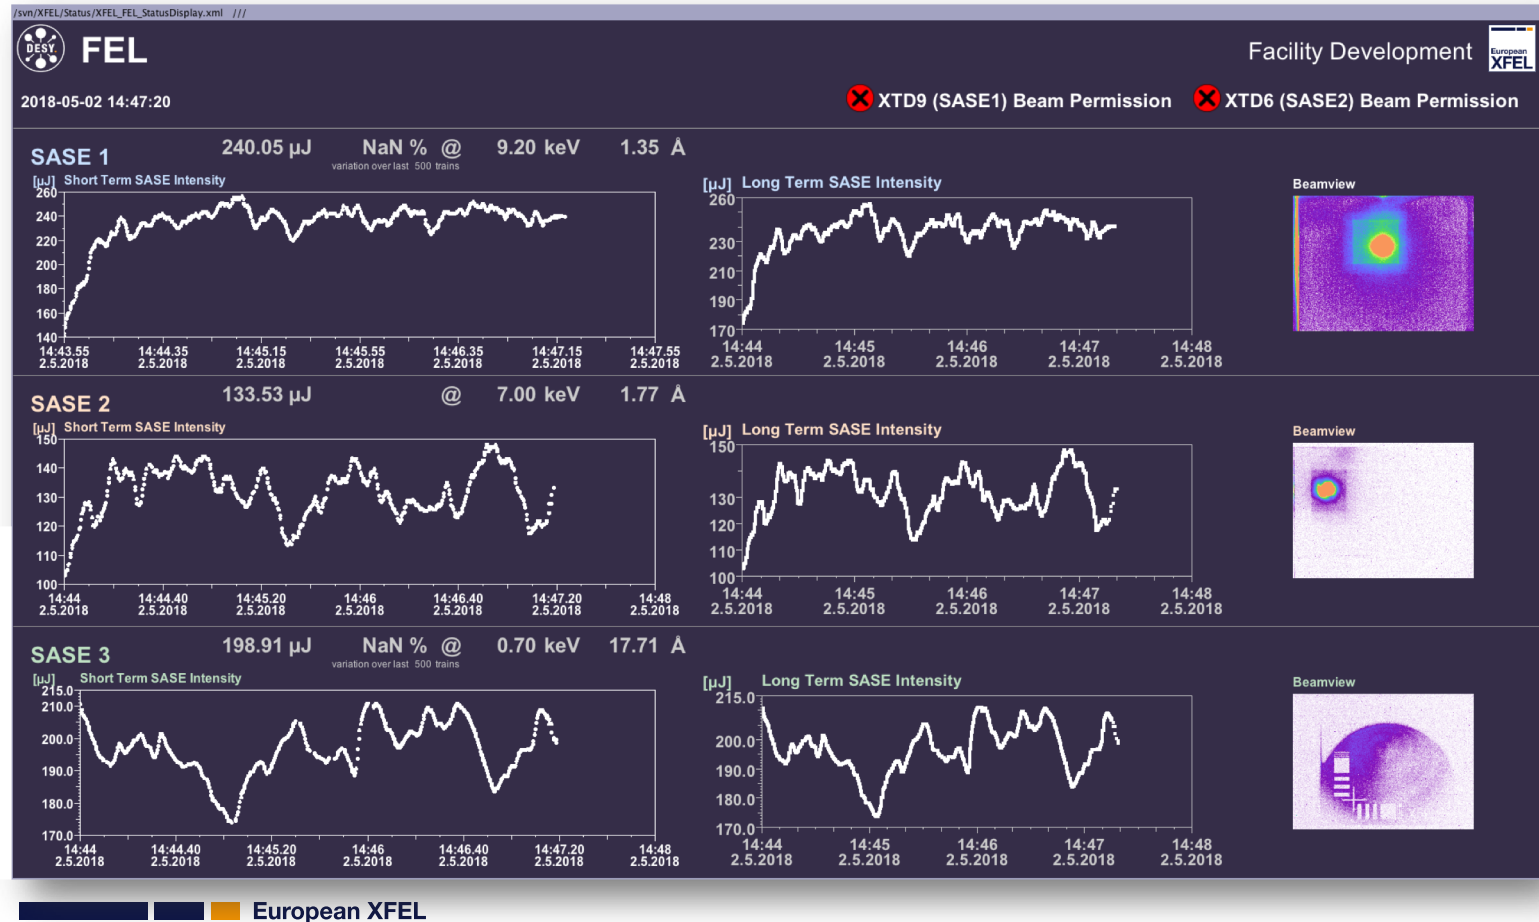 /svn/XFEL/Status/XFEL_FEL_StatusDisplay.xml ///
DESY.
FEL
Facility Development
European
XFEL
2018-05-02 14:47:20
XTD9 (SASE1) Beam Permission
XTD6 (SASE2) Beam Permission
SASE 1
240.05 µJ
NaN % @
9.20 keV
1.35 Å
variation over last 500 trains
[µJ] Short Term SASE Intensity
260
240
220
200
180
160
140
14:43.55 14:44.35 14:45.15 14:45.55 14:46.35 14:47.15 14:47.55
2.5.2018 2.5.2018 2.5.2018 2.5.2018 2.5.2018 2.5.2018 2.5.2018
[µJ] Long Term SASE Intensity
260
230
210
190
170
14:44 14:45 14:46 14:47 14:48
2.5.2018 2.5.2018 2.5.2018 2.5.2018 2.5.2018
Beamview
SASE 2
133.53 µJ
@
7.00 keV
1.77 Å
[µJ] Short Term SASE Intensity
150
140
130
120
110
100
14:44 14:44.40 14:45.20 14:46 14:46.40 14:47.20 14:48
2.5.2018 2.5.2018 2.5.2018 2.5.2018 2.5.2018 2.5.2018 2.5.2018
[µJ] Long Term SASE Intensity
150
130
120
110
100
14:44 14:45 14:46 14:47 14:48
2.5.2018 2.5.2018 2.5.2018 2.5.2018 2.5.2018
Beamview
SASE 3
198.91 µJ
NaN % @
0.70 keV
17.71 Å
variation over last 500 trains
[µJ] Short Term SASE Intensity
215.0
210.0
200.0
190.0
180.0
170.0
14:44 14:44.40 14:45.20 14:46 14:46.40 14:47.20 14:48
2.5.2018 2.5.2018 2.5.2018 2.5.2018 2.5.2018 2.5.2018 2.5.2018
[µJ] Long Term SASE Intensity
215.0
200.0
190.0
180.0
170.0
14:44 14:45 14:46 14:47 14:48
2.5.2018 2.5.2018 2.5.2018 2.5.2018 2.5.2018
Beamview
European XFEL